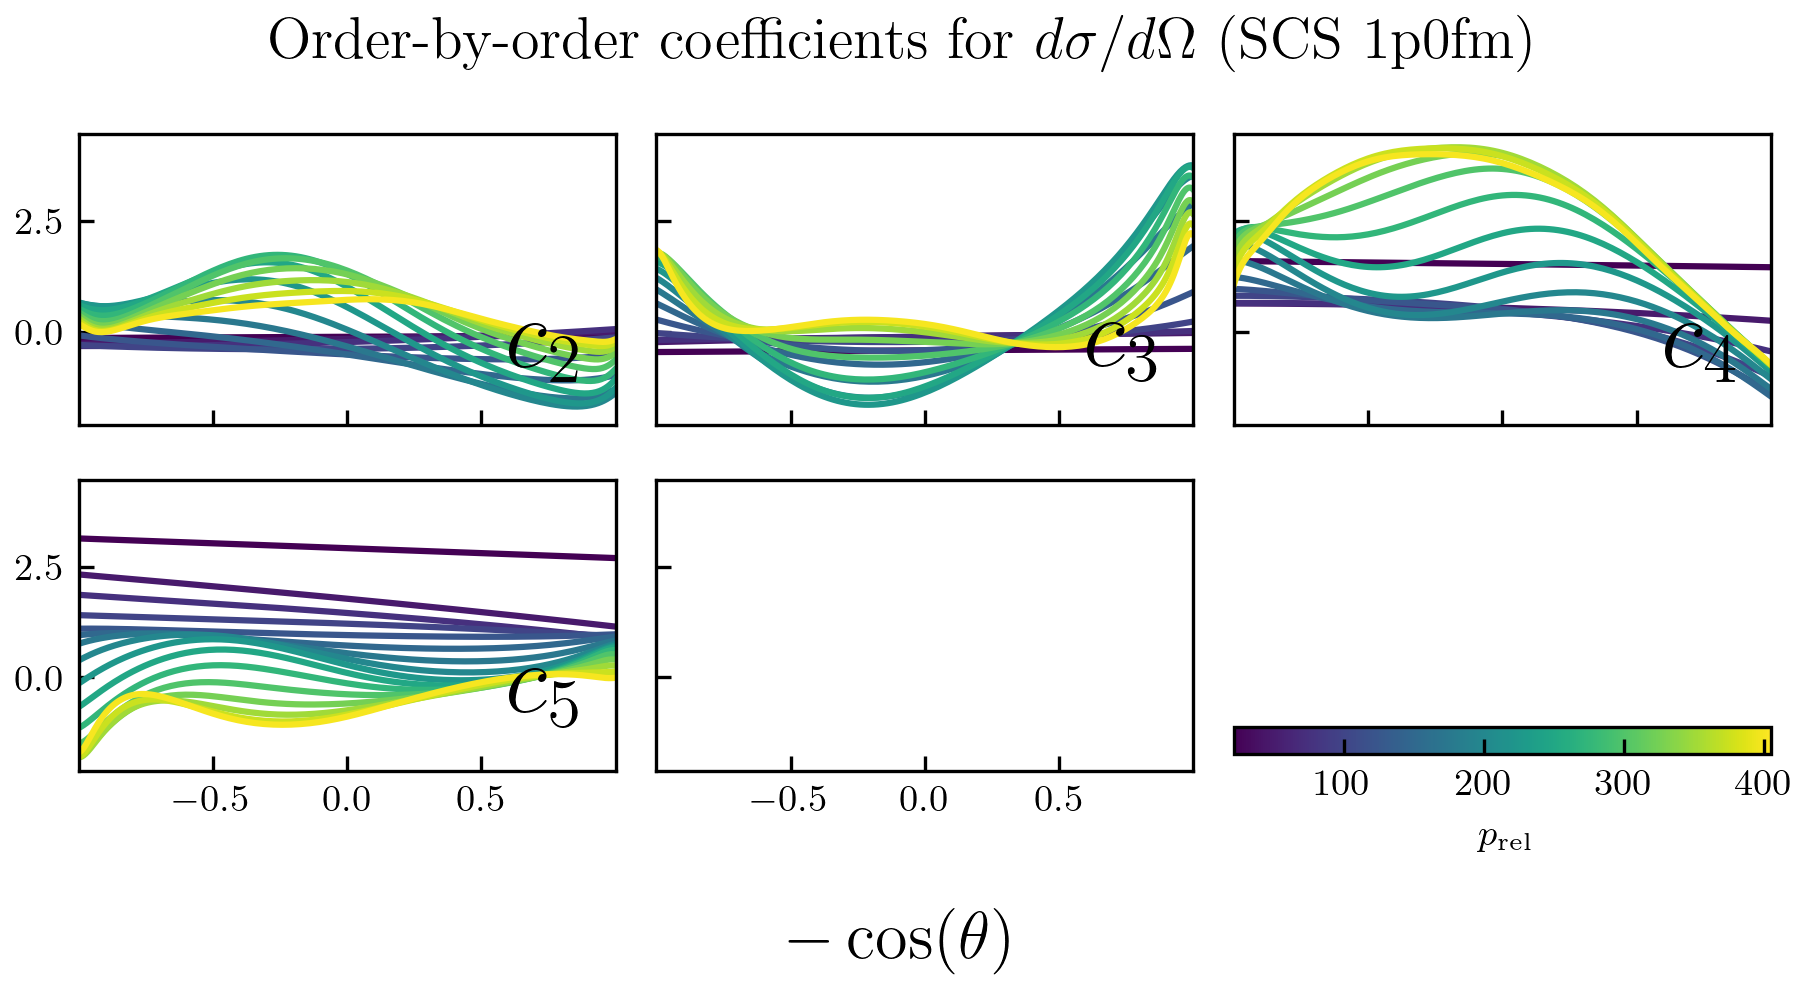 Order-by-order coefficients for dσ/dΩ (SCS 1p0fm)
2.5
0.0
c₂
c₃
c₄
2.5
0.0
c₅
−0.5 0.0 0.5
−0.5 0.0 0.5
100 200 300 400
p_rel
− cos(θ)